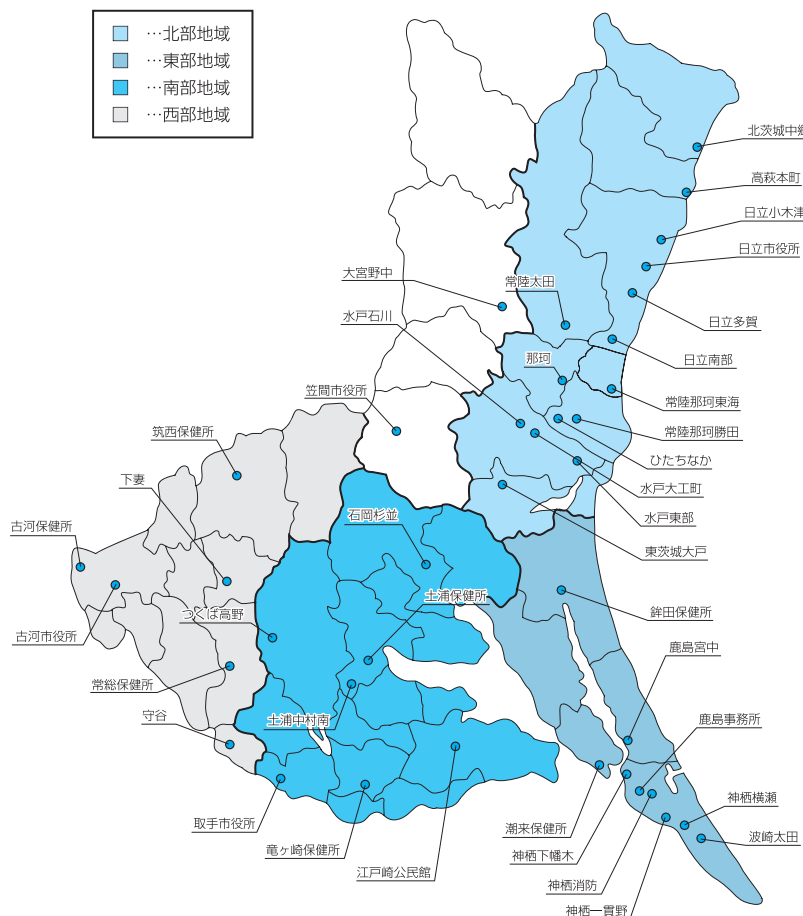 …北部地域
…東部地域
…南部地域
…西部地域
北茨城中郷
高萩本町
日立小木津
日立市役所
大宮野中
常陸太田
水戸石川
日立多賀
那珂
日立南部
笠間市役所
常陸那珂東海
筑西保健所
常陸那珂勝田
ひたちなか
下妻
水戸大工町
石岡杉並
水戸東部
古河保健所
東茨城大戸
土浦保健所
つくば高野
鉾田保健所
古河市役所
鹿島宮中
常総保健所
守谷
土浦中村南
鹿島事務所
神栖横瀬
取手市役所
潮来保健所
波崎太田
竜ヶ崎保健所
神栖下幡木
江戸崎公民館
神栖消防
神栖一貫野